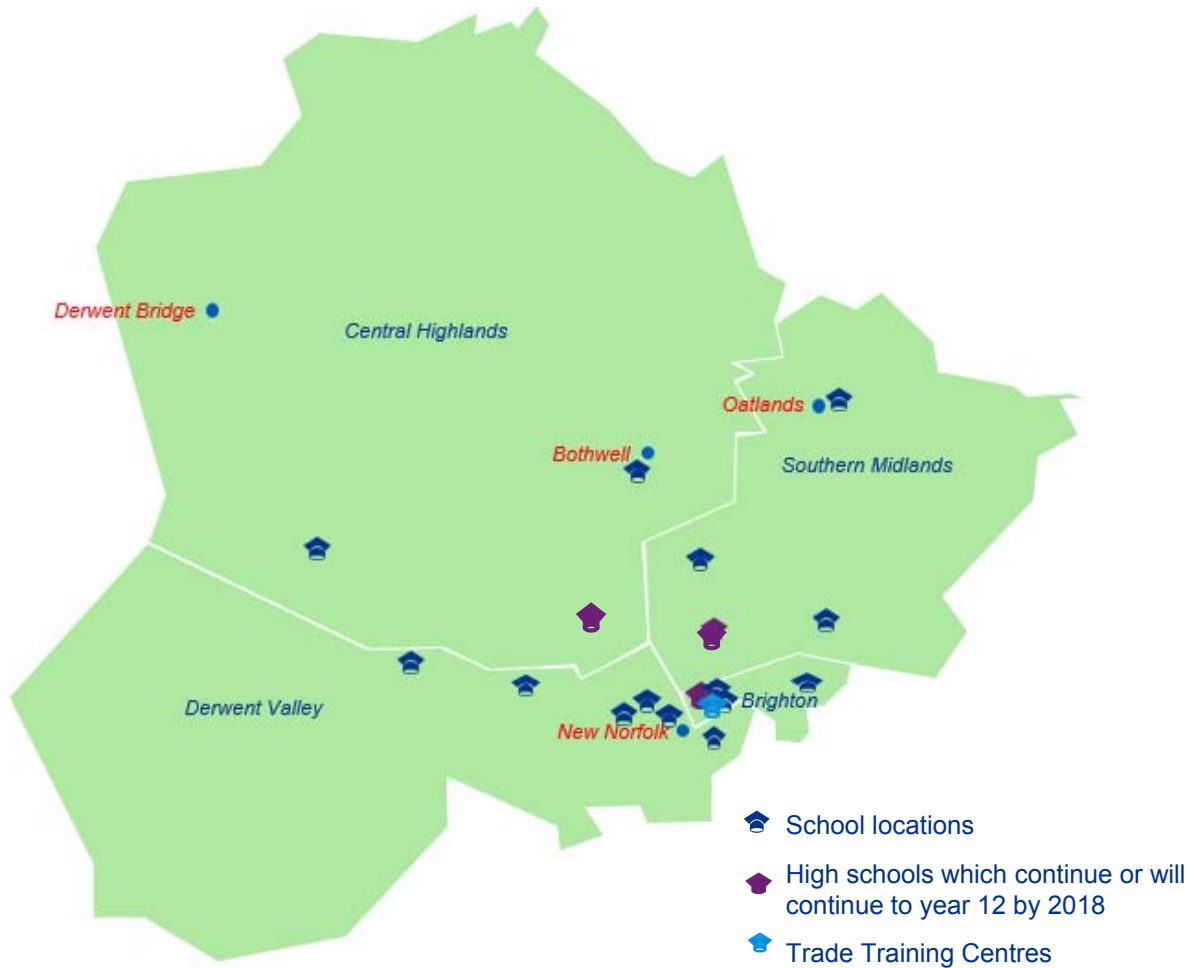 Derwent Bridge
Central Highlands
Oatlands
Bothwell
Southern Midlands
Derwent Valley
Brighton
New Norfolk
School locations
High schools which continue or will
continue to year 12 by 2018
Trade Training Centres